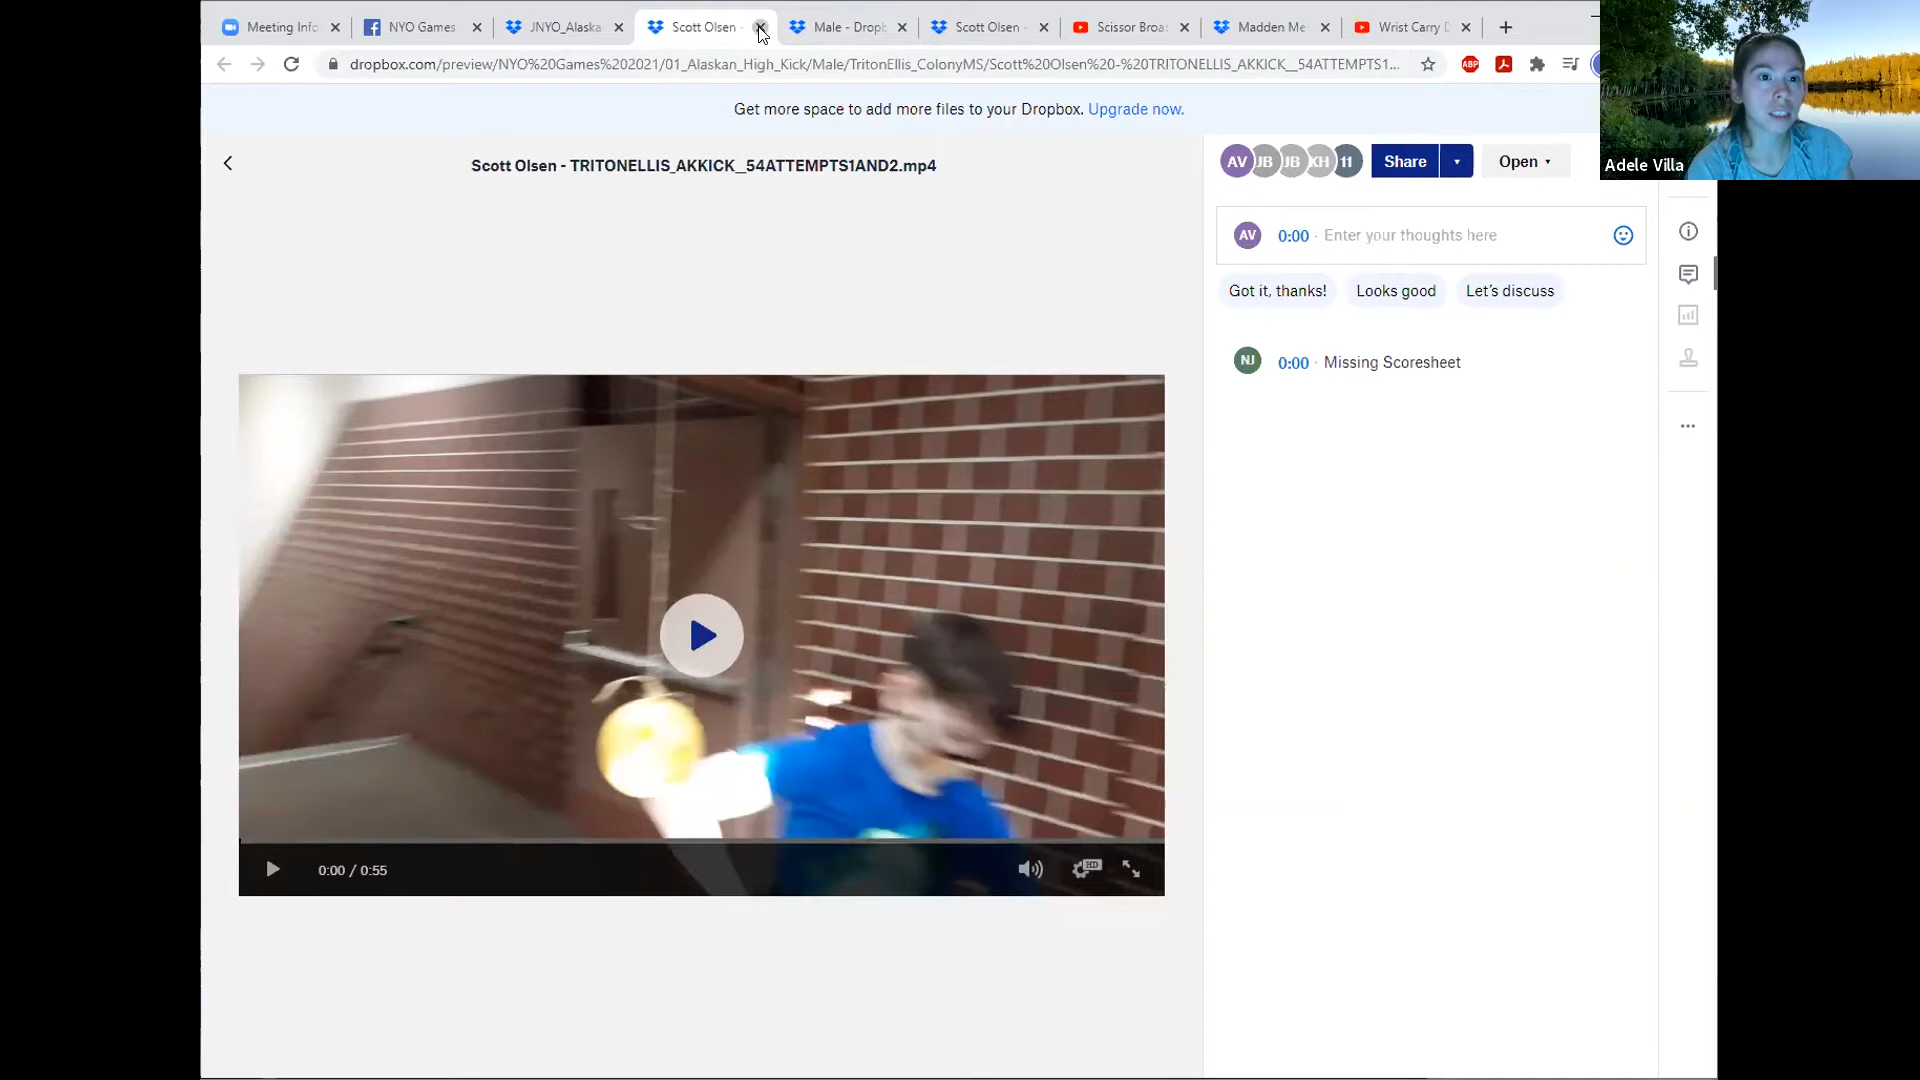 Meeting Info
NYO Games
JNYO_Alaska
Scott Olsen -
Male - Dropb
Scott Olsen -
Scissor Broa
Madden Me
Wrist Carry D
dropbox.com/preview/NYO%20Games%202021/01_Alaskan_High_Kick/Male/TritonEllis_ColonyMS/Scott%20Olsen%20-%20TRITONELLIS_AKKICK__54ATTEMPTS1...
ABP
Get more space to add more files to your Dropbox. Upgrade now.
Adele Villa
Scott Olsen - TRITONELLIS_AKKICK__54ATTEMPTS1AND2.mp4
AV JB JB KH 11
Share
Open
AV 0:00 · Enter your thoughts here
Got it, thanks!
Looks good
Let's discuss
NJ 0:00 · Missing Scoresheet
0:00 / 0:55
HD